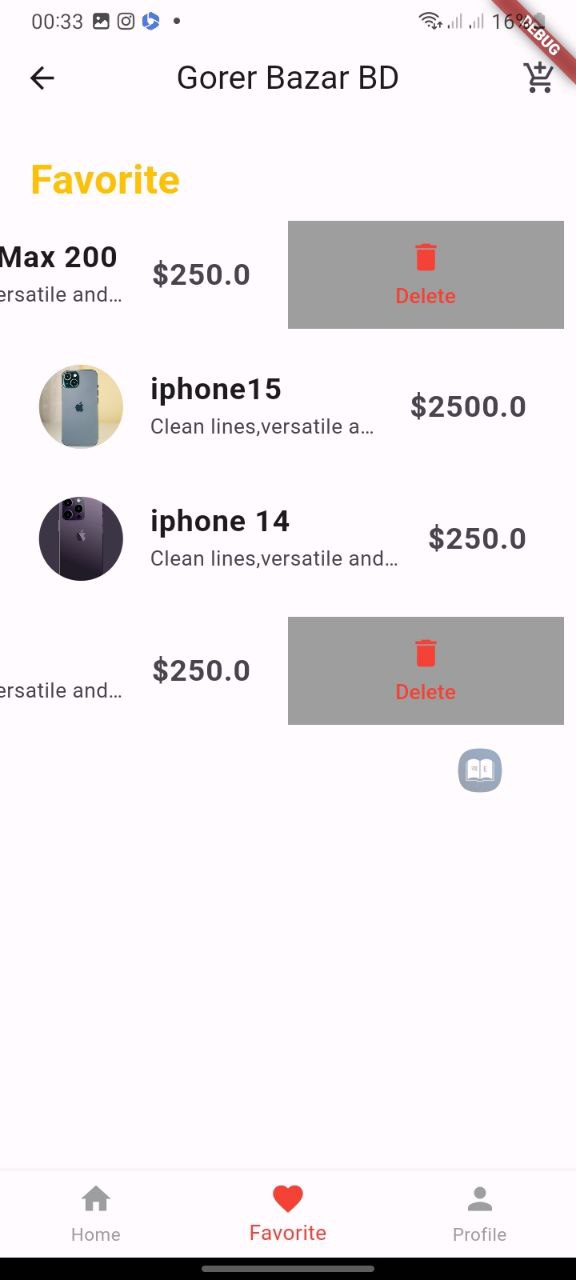 00:33
16%
DEBUG
Gorer Bazar BD
Favorite
Max 200
ersatile and...
$250.0
Delete
iphone15
Clean lines,versatile a...
$2500.0
iphone 14
Clean lines,versatile and...
$250.0
ersatile and...
$250.0
Delete
Home
Favorite
Profile